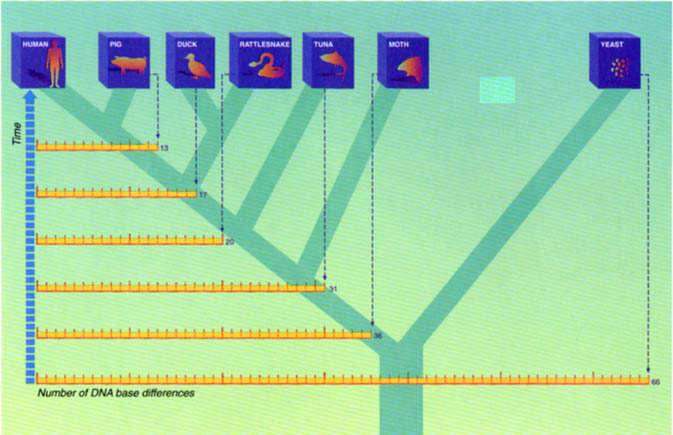 HUMAN
PIG
DUCK
RATTLESNAKE
TUNA
MOTH
YEAST
Time
13
17
20
31
36
66
Number of DNA base differences